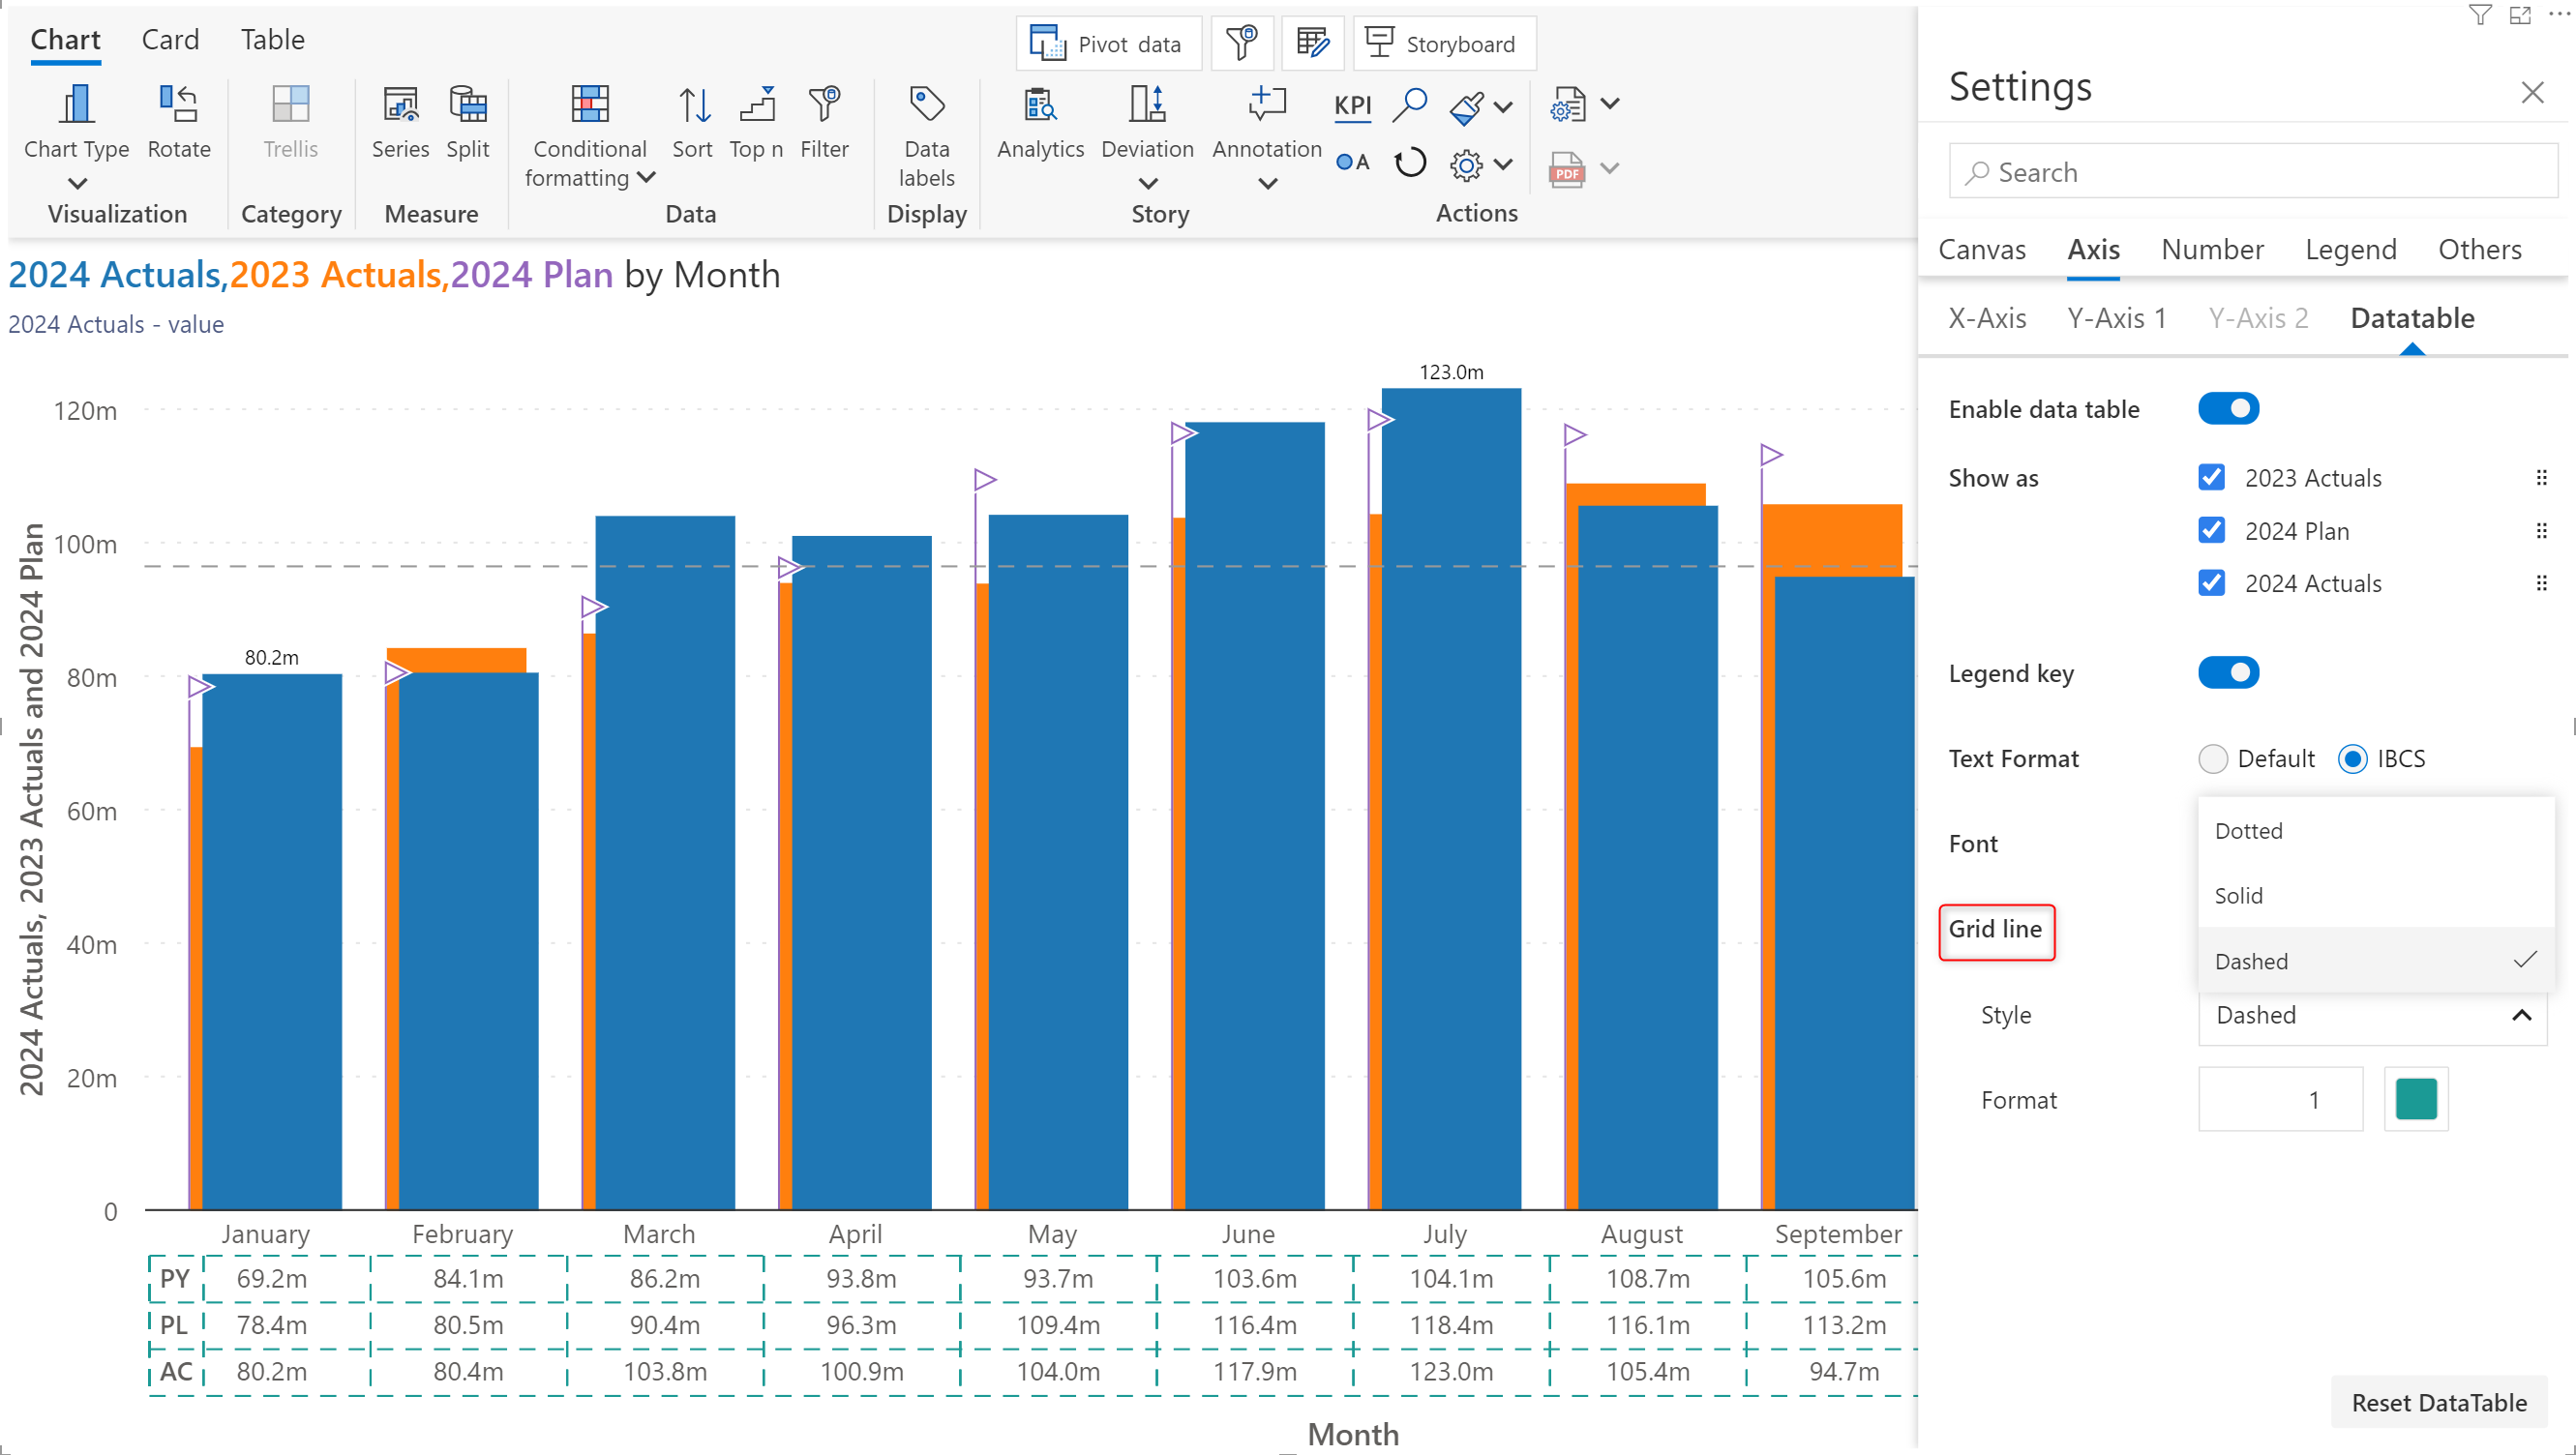 Chart Card Table
Pivot data Storyboard
Chart Type Rotate Trellis Series Split Conditional formatting Sort Top n Filter Data labels Analytics Deviation Annotation KPI A PDF
Visualization Category Measure Data Display Story Actions
2024 Actuals,2023 Actuals,2024 Plan by Month
2024 Actuals - value
2024 Actuals, 2023 Actuals and 2024 Plan
120m
100m
80m
60m
40m
20m
0
80.2m
123.0m
January February March April May June July August September
PY 69.2m 84.1m 86.2m 93.8m 93.7m 103.6m 104.1m 108.7m 105.6m
PL 78.4m 80.5m 90.4m 96.3m 109.4m 116.4m 118.4m 116.1m 113.2m
AC 80.2m 80.4m 103.8m 100.9m 104.0m 117.9m 123.0m 105.4m 94.7m
Month
Settings
Search
Canvas Axis Number Legend Others
X-Axis Y-Axis 1 Y-Axis 2 Datatable
Enable data table
Show as 2023 Actuals
2024 Plan
2024 Actuals
Legend key
Text Format Default IBCS
Font
Dotted
Solid
Grid line
Dashed
Style Dashed
Format 1
Reset DataTable